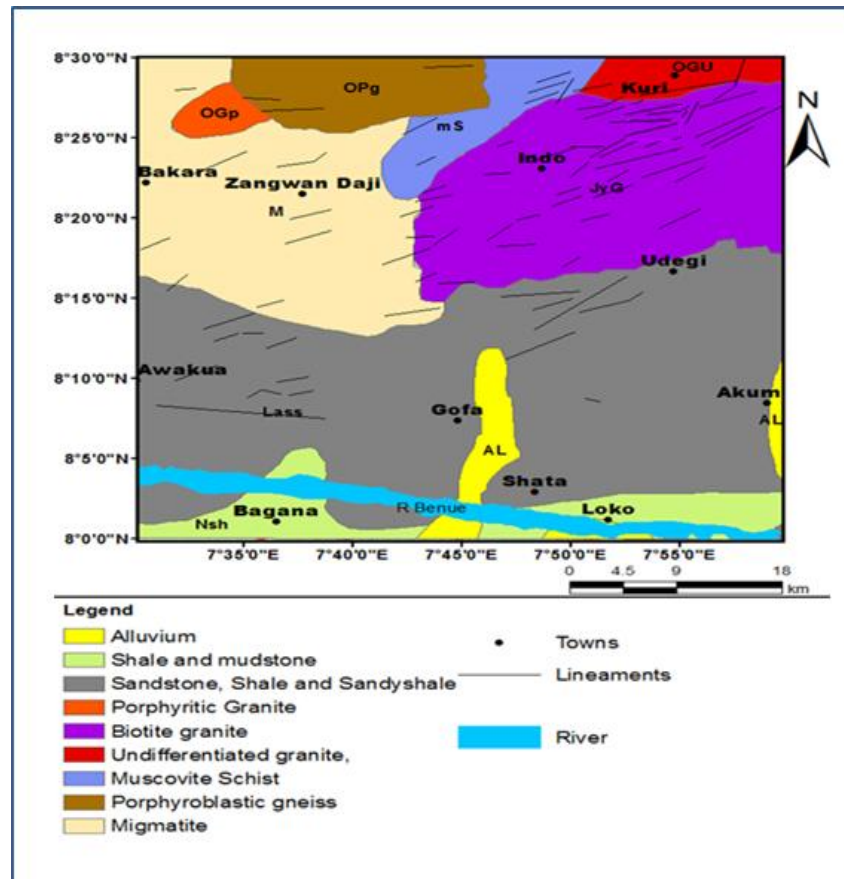 8°30'0"N
OGU
Kuri
OPg
OGp
N
8°25'0"N
mS
Indo
Bakara
Zangwan Daji
JyG
8°20'0"N
M
Udegi
8°15'0"N
8°10'0"N
Awakua
Akum
Lass
Gofa
AL
8°5'0"N
AL
Shata
Bagana
R Benue
Loko
Nsh
8°0'0"N
7°35'0"E 7°40'0"E 7°45'0"E 7°50'0"E 7°55'0"E
0 4.5 9 18
km
Legend
Alluvium
Shale and mudstone
Sandstone, Shale and Sandyshale
Porphyritic Granite
Biotite granite
Undifferentiated granite,
Muscovite Schist
Porphyroblastic gneiss
Migmatite
Towns
Lineaments
River